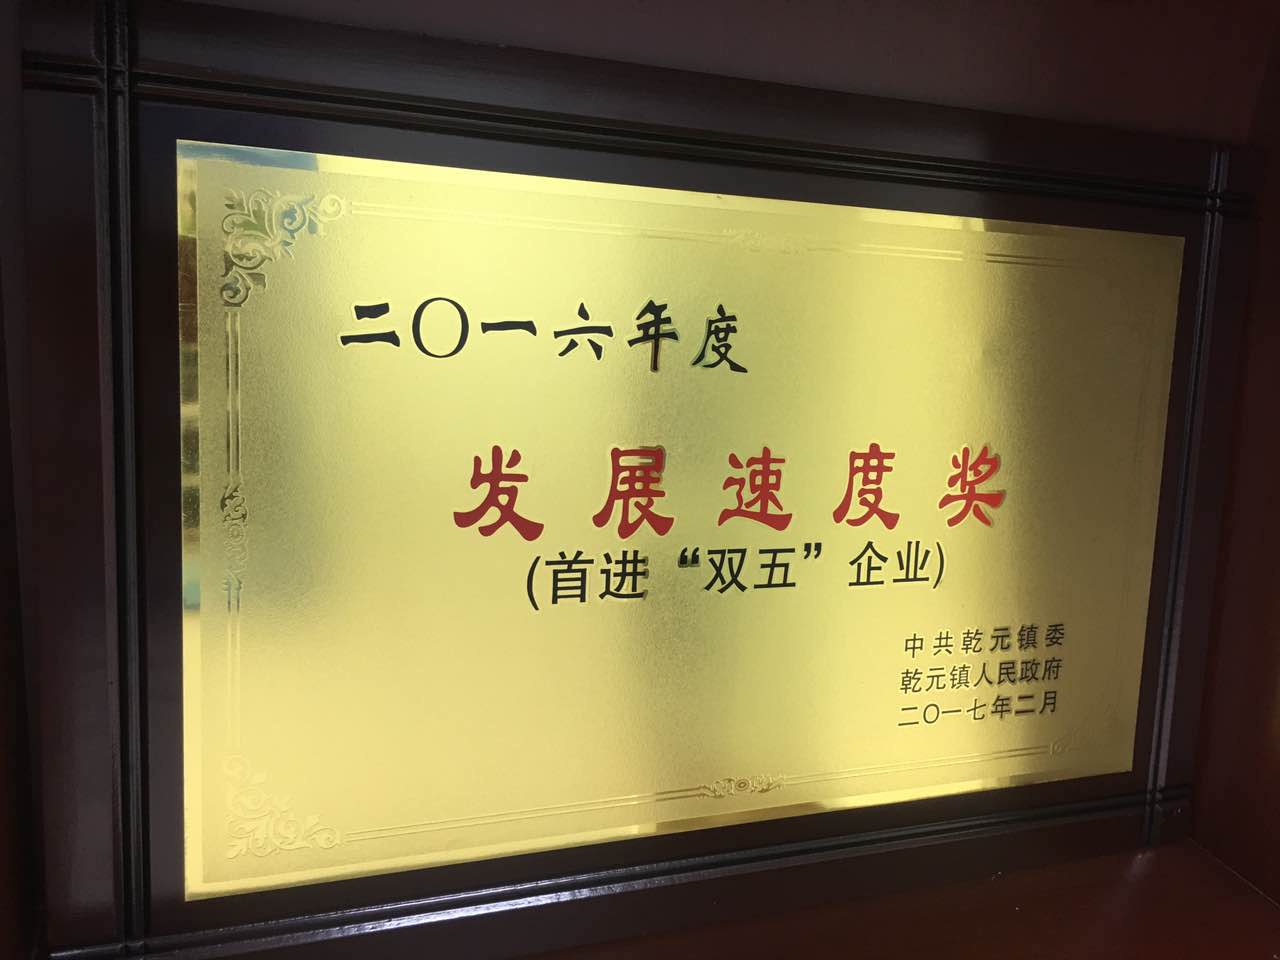 二〇一六年度
发展速度奖
(首进“双五”企业)
中共乾元镇委
乾元镇人民政府
二〇一七年二月